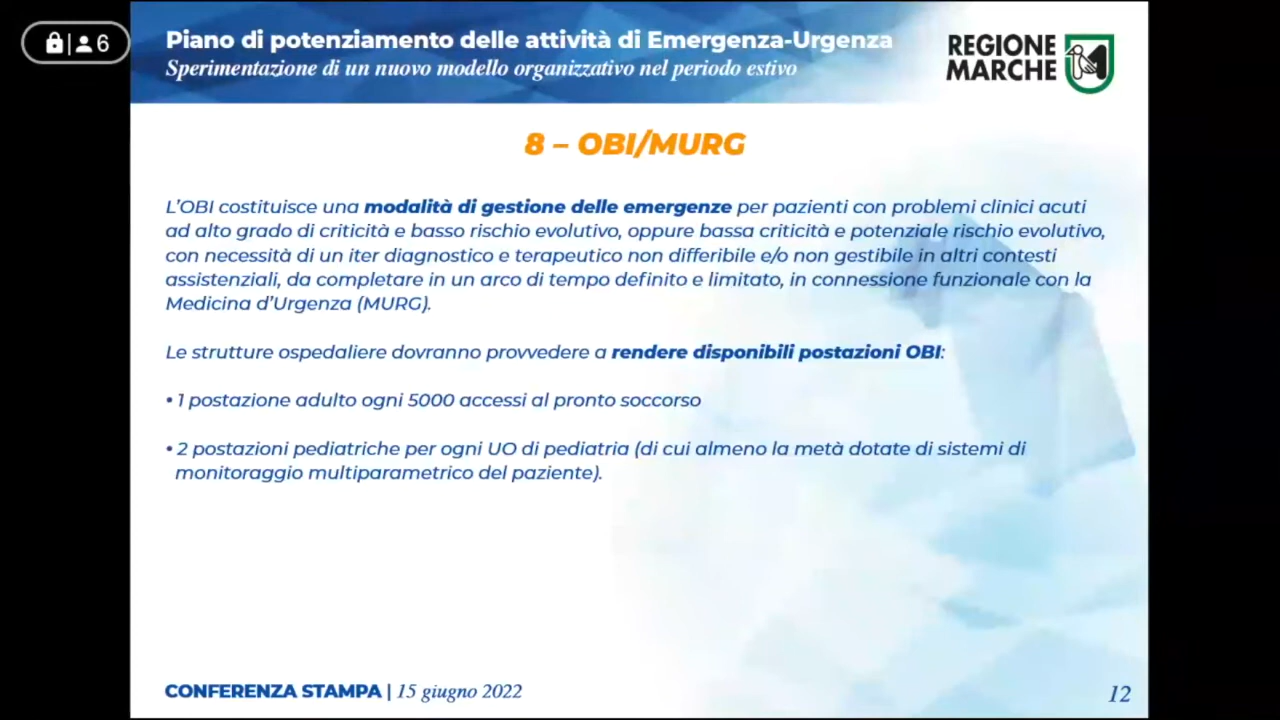 6
Piano di potenziamento delle attività di Emergenza-Urgenza
Sperimentazione di un nuovo modello organizzativo nel periodo estivo
REGIONE
MARCHE
8 – OBI/MURG
L'OBI costituisce una modalità di gestione delle emergenze per pazienti con problemi clinici acuti
ad alto grado di criticità e basso rischio evolutivo, oppure bassa criticità e potenziale rischio evolutivo,
con necessità di un iter diagnostico e terapeutico non differibile e/o non gestibile in altri contesti
assistenziali, da completare in un arco di tempo definito e limitato, in connessione funzionale con la
Medicina d'Urgenza (MURG).
Le strutture ospedaliere dovranno provvedere a rendere disponibili postazioni OBI:
• 1 postazione adulto ogni 5000 accessi al pronto soccorso
• 2 postazioni pediatriche per ogni UO di pediatria (di cui almeno la metà dotate di sistemi di
monitoraggio multiparametrico del paziente).
CONFERENZA STAMPA | 15 giugno 2022
12